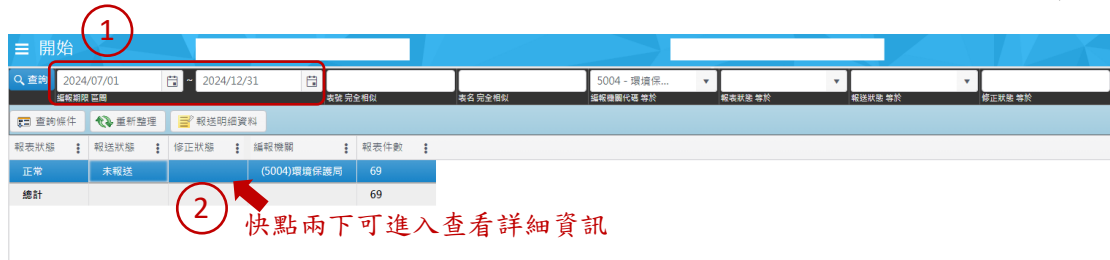 1
開始
查詢 2024/07/01 ~ 2024/12/31 5004 - 環境保...
編報期限 區間 表號 完全相似 表名 完全相似 編報機關代碼 等於 報表狀態 等於 報送狀態 等於 修正狀態 等於
查詢條件 重新整理 報送明細資料
報表狀態 報送狀態 修正狀態 編報機關 報表件數
正常 未報送 (5004)環境保護局 69
總計 69
2
快點兩下可進入查看詳細資訊